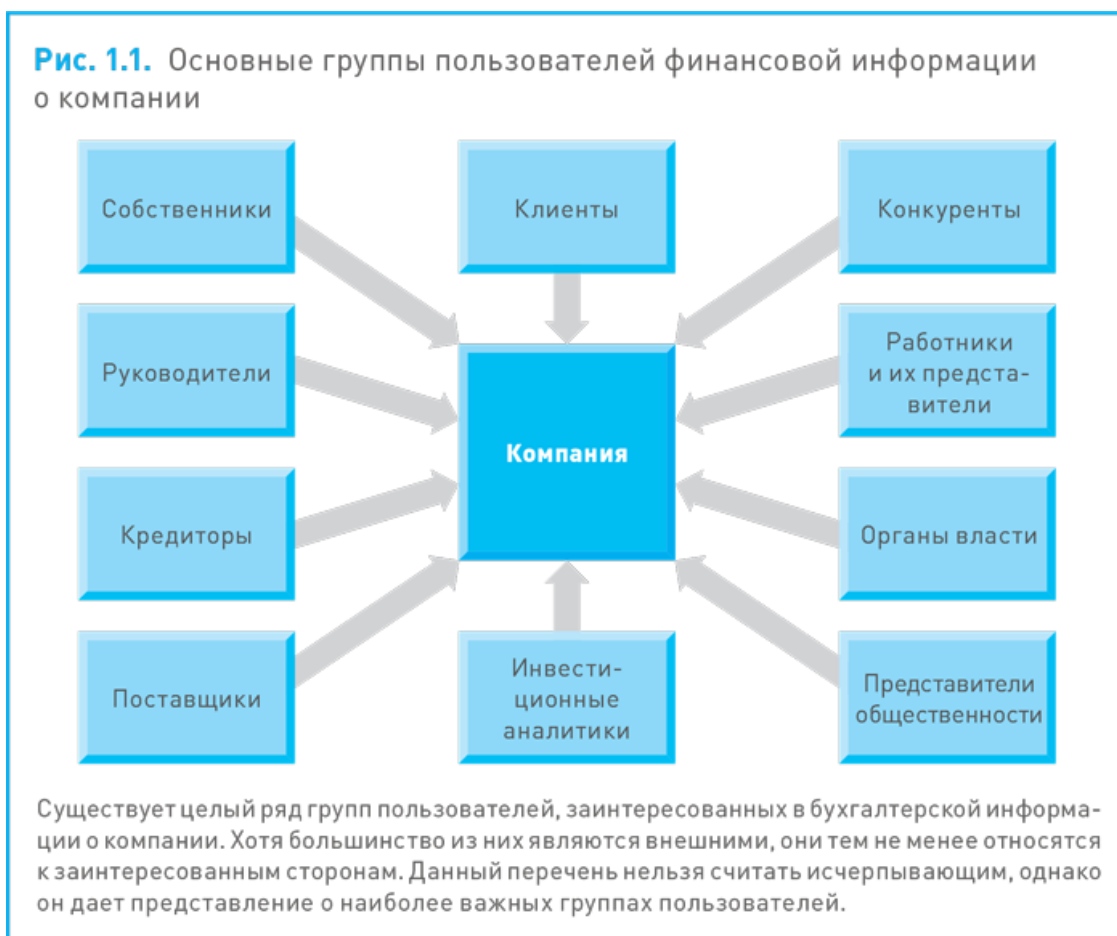 Рис. 1.1. Основные группы пользователей финансовой информации
о компании
Собственники
Клиенты
Конкуренты
Руководители
Работники
и их предста-
вители
Компания
Кредиторы
Органы власти
Поставщики
Инвести-
ционные
аналитики
Представители
общественности
Существует целый ряд групп пользователей, заинтересованных в бухгалтерской информа-
ции о компании. Хотя большинство из них являются внешними, они тем не менее относятся
к заинтересованным сторонам. Данный перечень нельзя считать исчерпывающим, однако
он дает представление о наиболее важных группах пользователей.